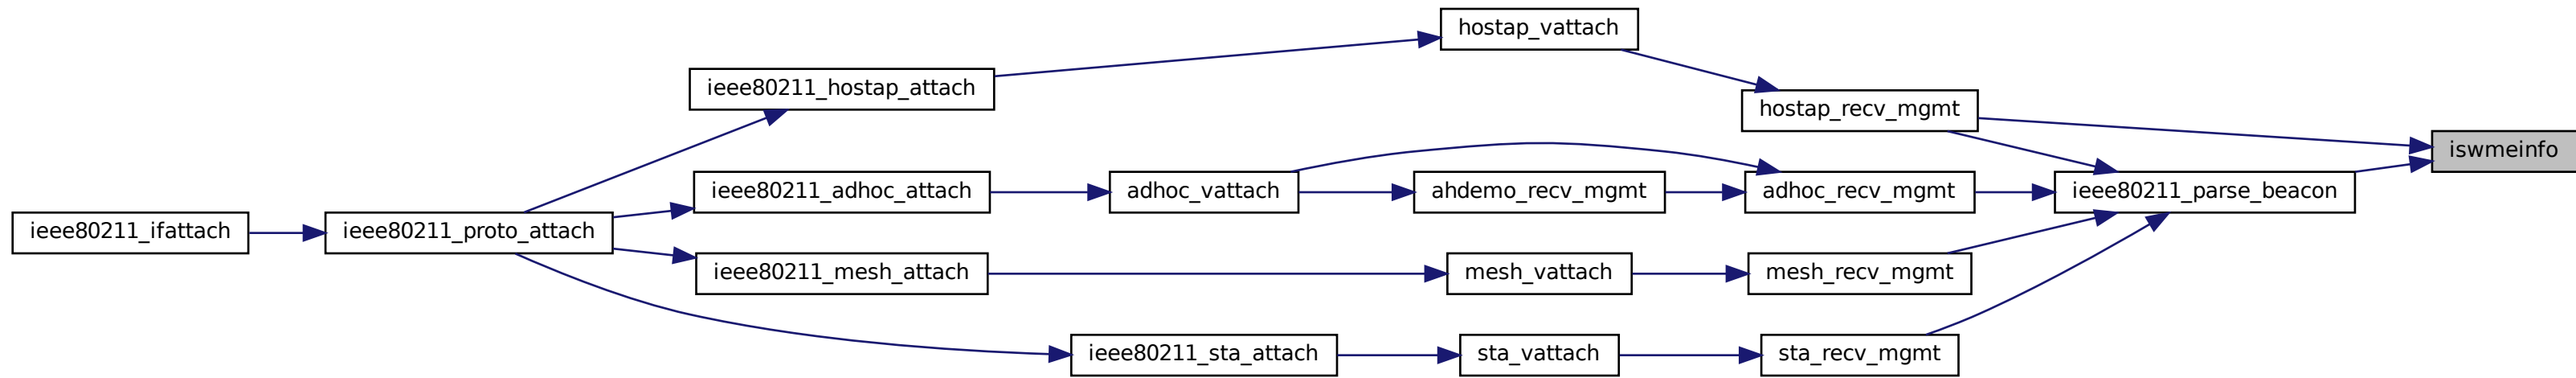 hostap_vattach
ieee80211_hostap_attach
hostap_recv_mgmt
iswmeinfo
ieee80211_adhoc_attach
adhoc_vattach
ahdemo_recv_mgmt
adhoc_recv_mgmt
ieee80211_parse_beacon
ieee80211_ifattach
ieee80211_proto_attach
ieee80211_mesh_attach
mesh_vattach
mesh_recv_mgmt
ieee80211_sta_attach
sta_vattach
sta_recv_mgmt